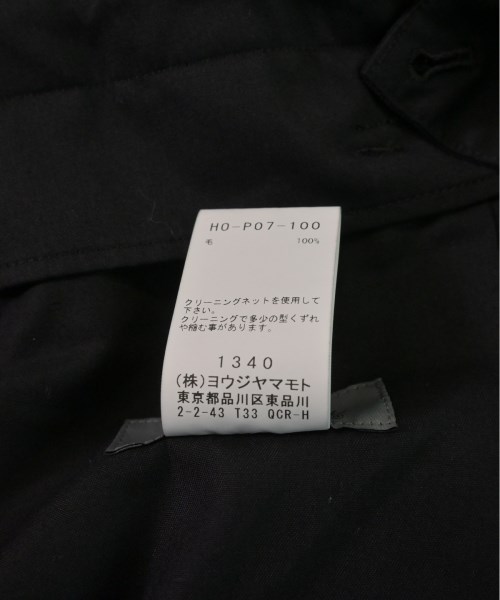 HO-P07-100
毛 100%
クリーニングネットを使用して
下さい。
クリーニングで多少の型くずれ
や縮む事があります。
1340
(株)ヨウジヤマモト
東京都品川区東品川
2-2-43 T33 QCR-H